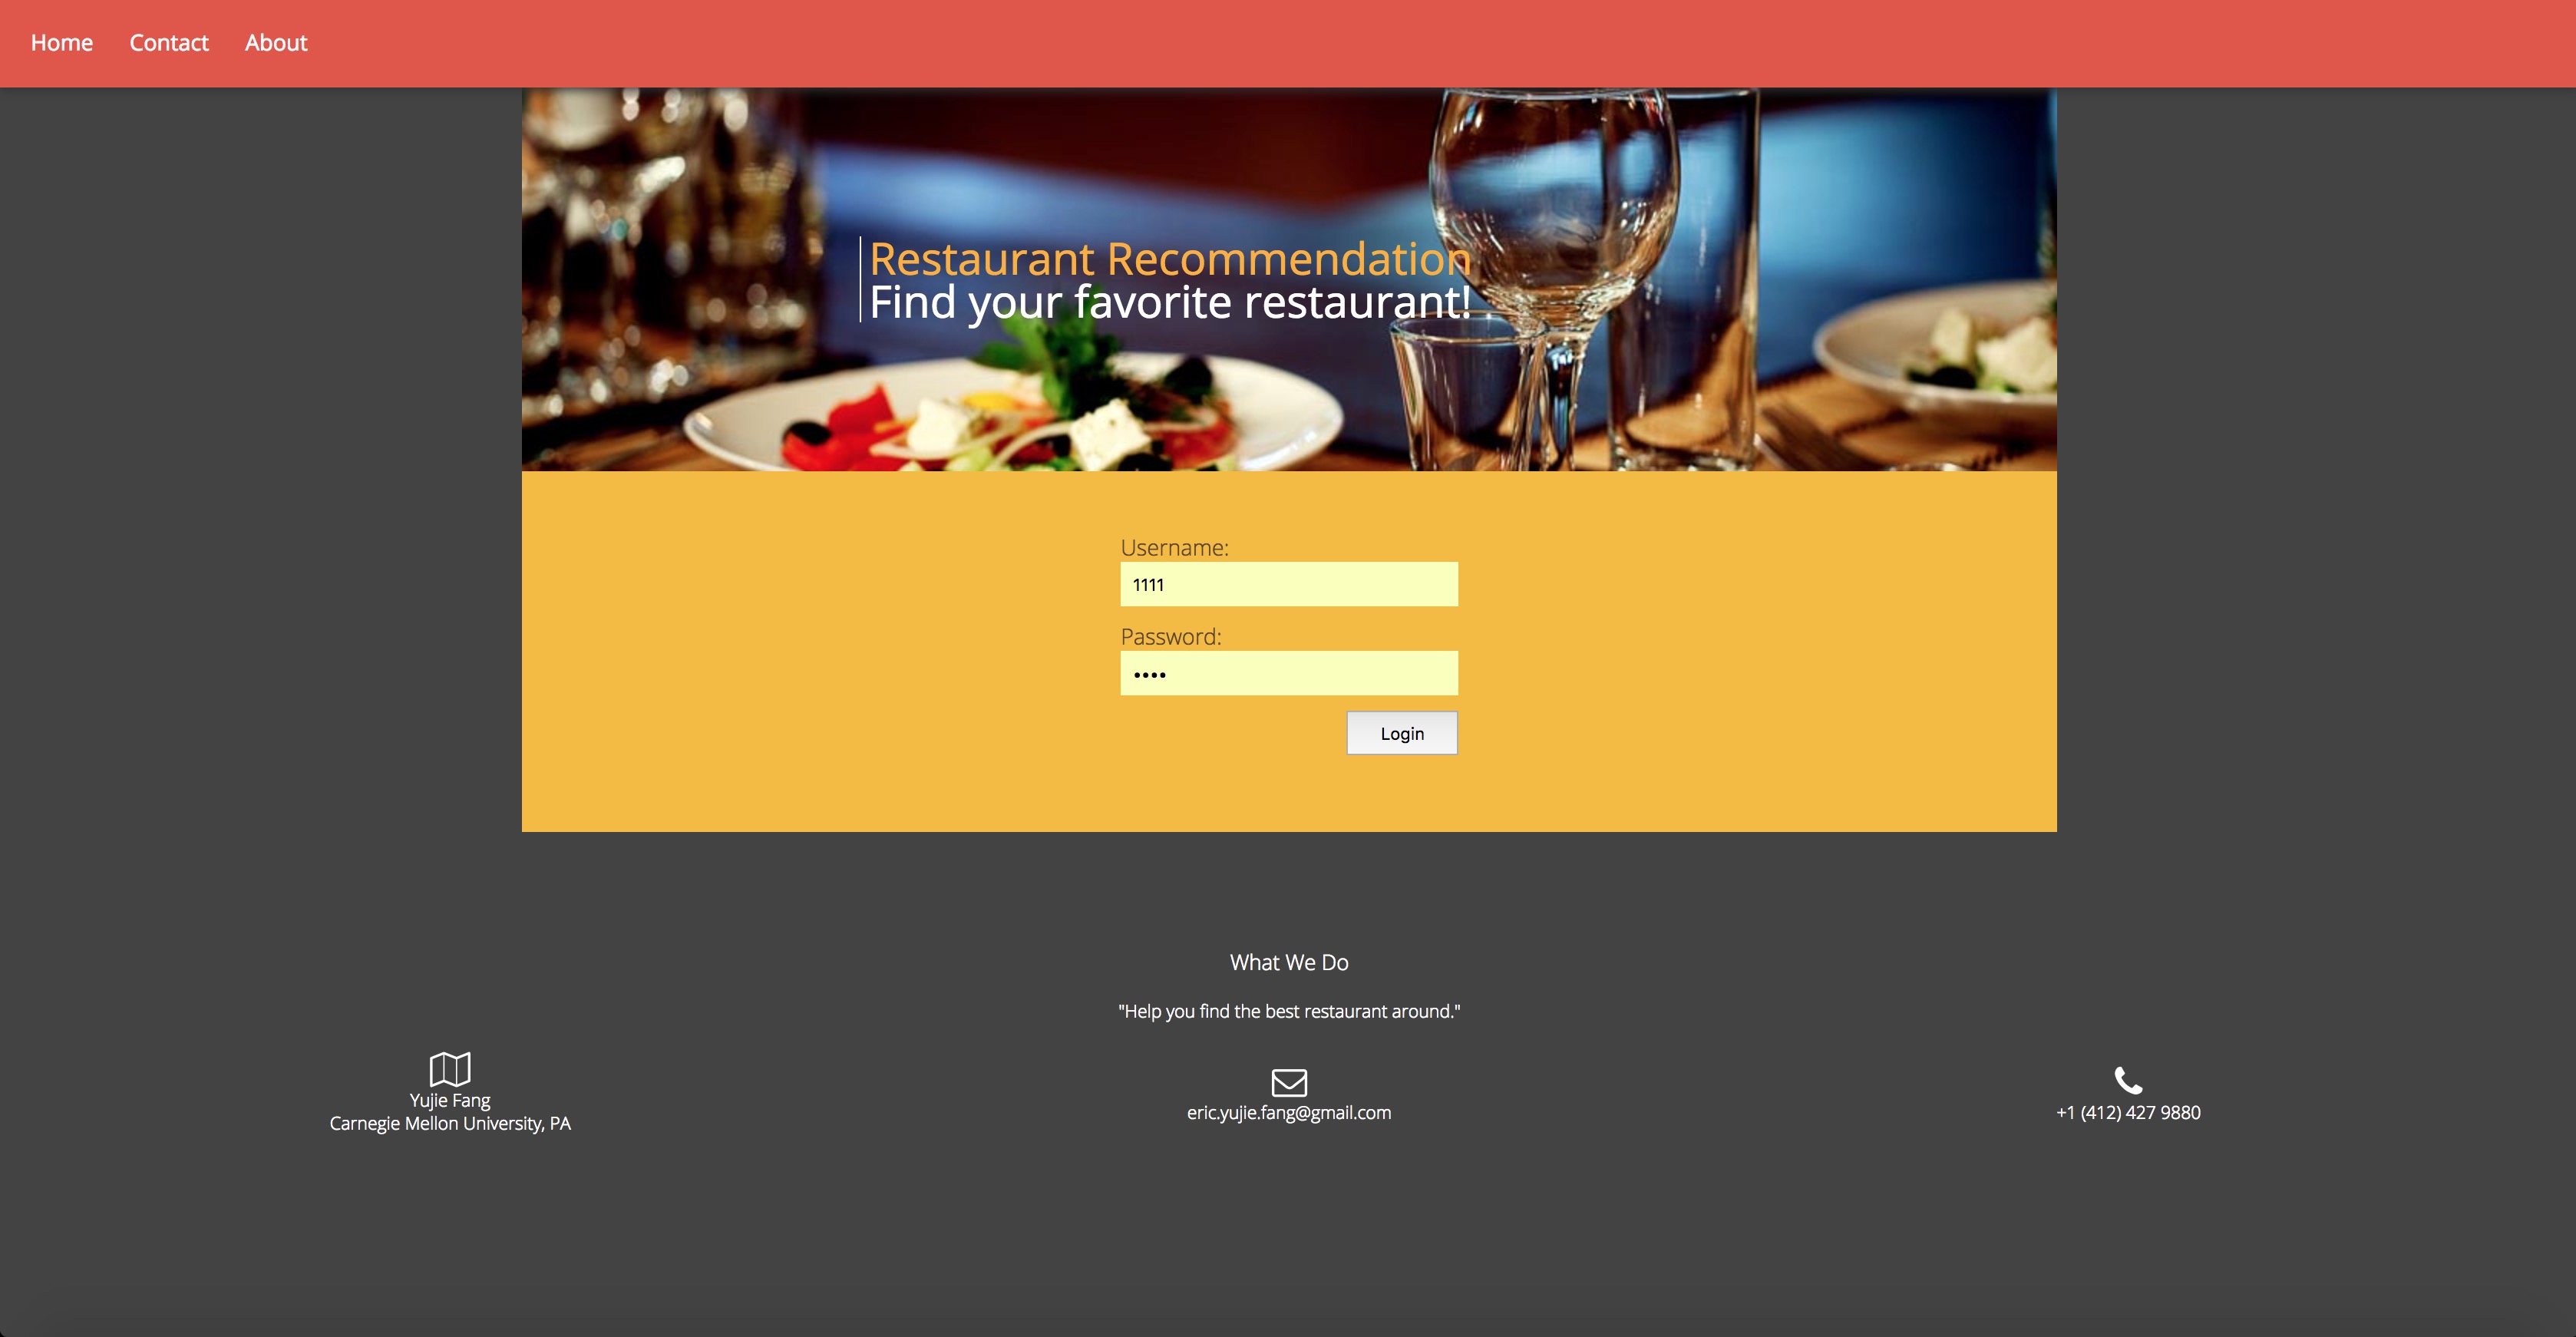 Home Contact About
Restaurant Recommendation
Find your favorite restaurant!
Username:
1111
Password:
••••
Login
What We Do
"Help you find the best restaurant around."
Yujie Fang
Carnegie Mellon University, PA
eric.yujie.fang@gmail.com
+1 (412) 427 9880